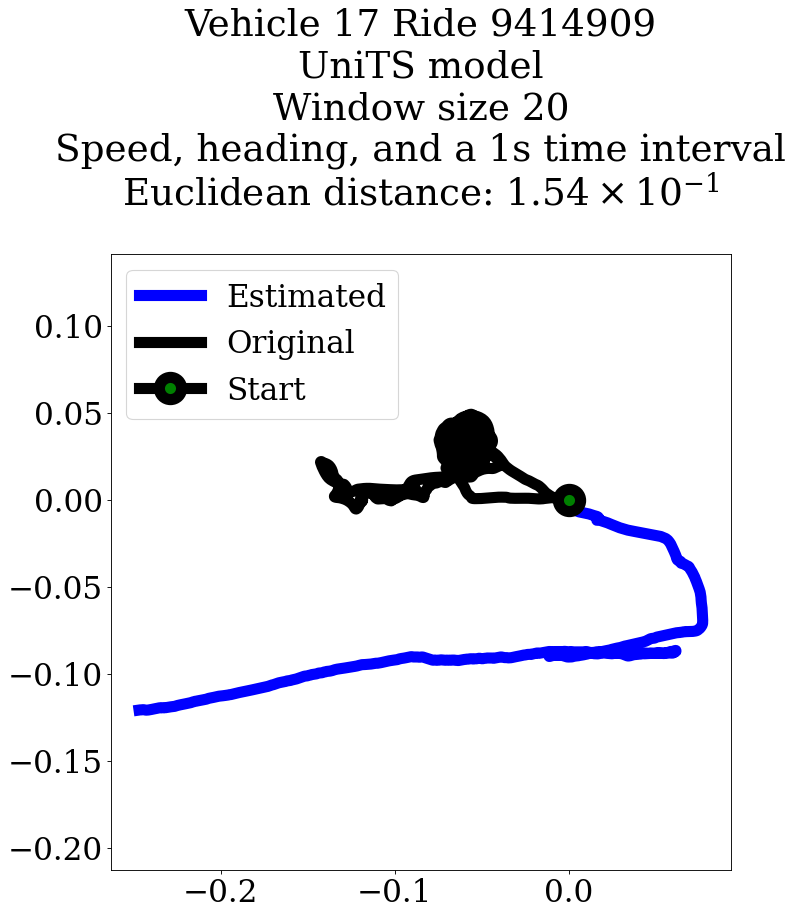 Vehicle 17 Ride 9414909
UniTS model
Window size 20
Speed, heading, and a 1s time interval
Euclidean distance: 1.54 × 10⁻¹
Estimated
Original
Start
0.10
0.05
0.00
−0.05
−0.10
−0.15
−0.20
−0.2 −0.1 0.0